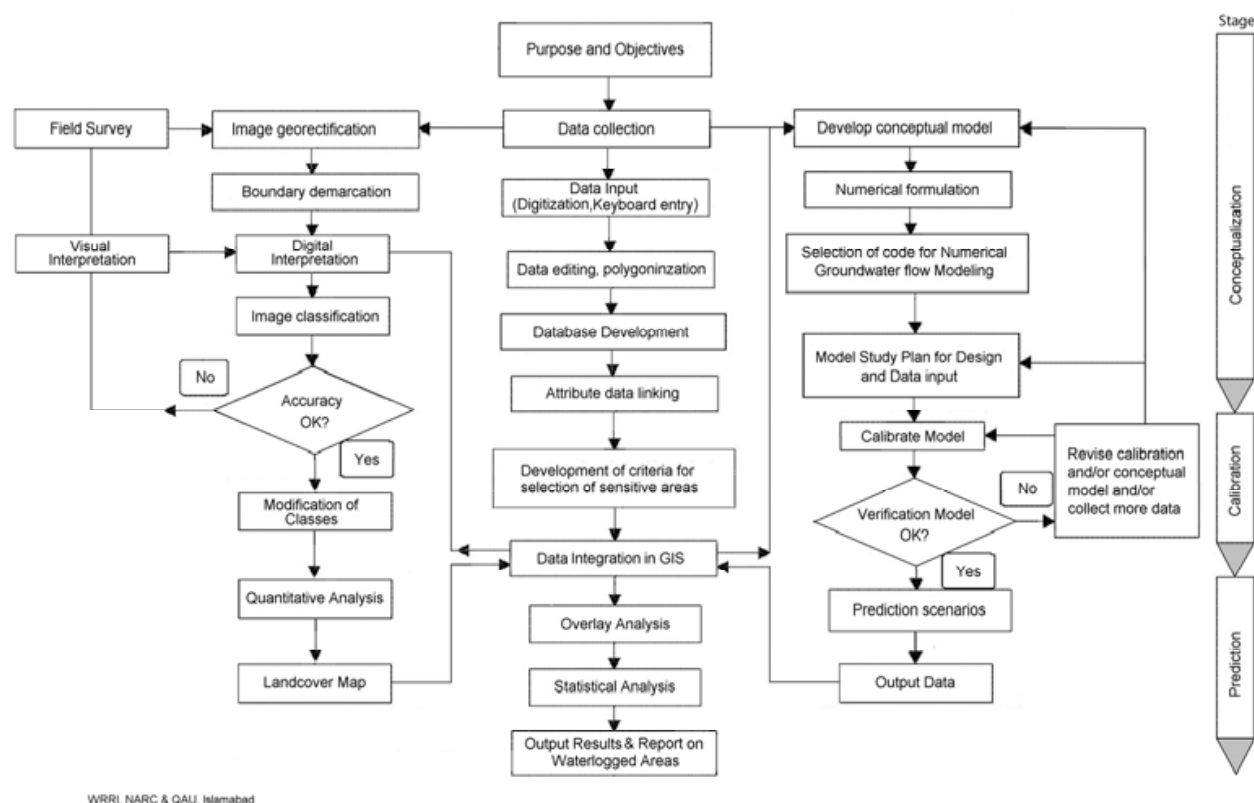 Stage
Purpose and Objectives
Field Survey
Image georectification
Data collection
Develop conceptual model
Boundary demarcation
Data Input
(Digitization,Keyboard entry)
Numerical formulation
Visual
Interpretation
Digital
Interpretation
Data editing, polygoninzation
Selection of code for Numerical
Groundwater flow Modeling
Conceptualization
Image classification
Database Development
Model Study Plan for Design
and Data input
No
Accuracy
OK?
Yes
Attribute data linking
Calibrate Model
Revise calibration
and/or conceptual
model and/or
collect more data
Development of criteria for
selection of sensitive areas
No
Verification Model
OK?
Yes
Calibration
Modification of
Classes
Data Integration in GIS
Quantitative Analysis
Overlay Analysis
Prediction scenarios
Landcover Map
Statistical Analysis
Output Data
Prediction
Output Results & Report on
Waterlogged Areas
WRRI, NARC & QAU, Islamabad